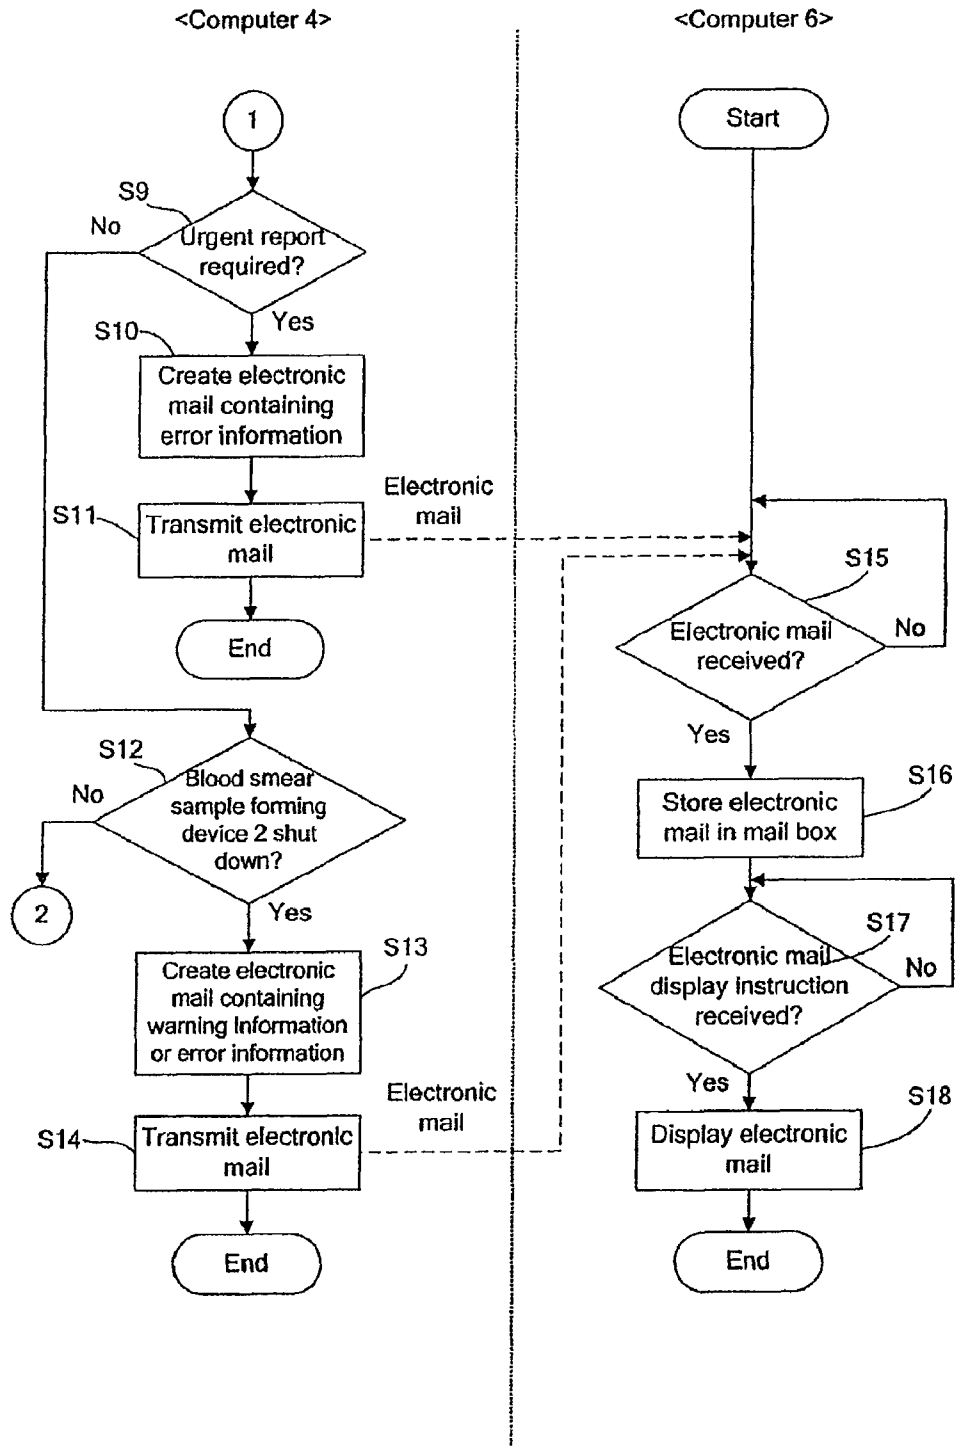 <Computer 4>
1
S9
No
Urgent report
required?
Yes
S10
Create electronic
mail containing
error information
S11
Transmit electronic
mail
Electronic
mail
End
S12
No
Blood smear
sample forming
device 2 shut
down?
2
Yes
S13
Create electronic
mail containing
warning Information
or error information
S14
Transmit electronic
mail
Electronic
mail
End
<Computer 6>
Start
S15
Electronic mail
received?
No
Yes
S16
Store electronic
mail in mail box
S17
Electronic mail
display instruction
received?
No
Yes
S18
Display electronic
mail
End